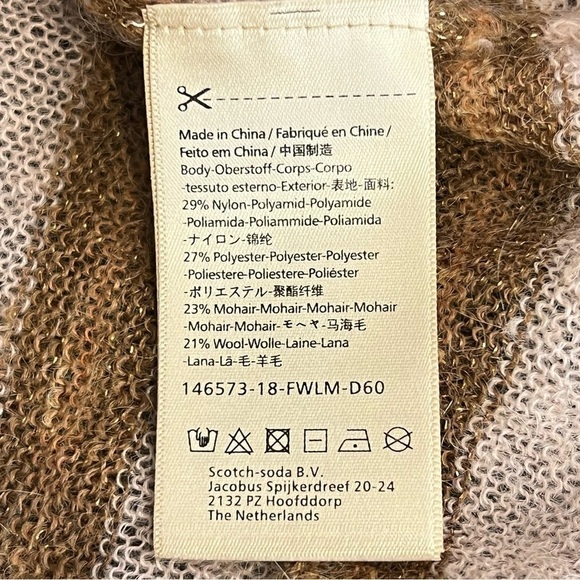 Made in China / Fabriqué en Chine /
Feito em China / 中国制造
Body-Oberstoff-Corps-Corpo
-tessuto esterno-Exterior-表地-面料:
29% Nylon-Polyamid-Polyamide
-Poliamida-Poliammide-Poliamida
-ナイロン-锦纶
27% Polyester-Polyester-Polyester
-Poliestere-Poliestere-Poliéster
-ポリエステル-聚酯纤维
23% Mohair-Mohair-Mohair-Mohair
-Mohair-Mohair-モヘヤ-马海毛
21% Wool-Wolle-Laine-Lana
-Lana-Lã-毛-羊毛
146573-18-FWLM-D60
Scotch-soda B.V.
Jacobus Spijkerdreef 20-24
2132 PZ Hoofddorp
The Netherlands